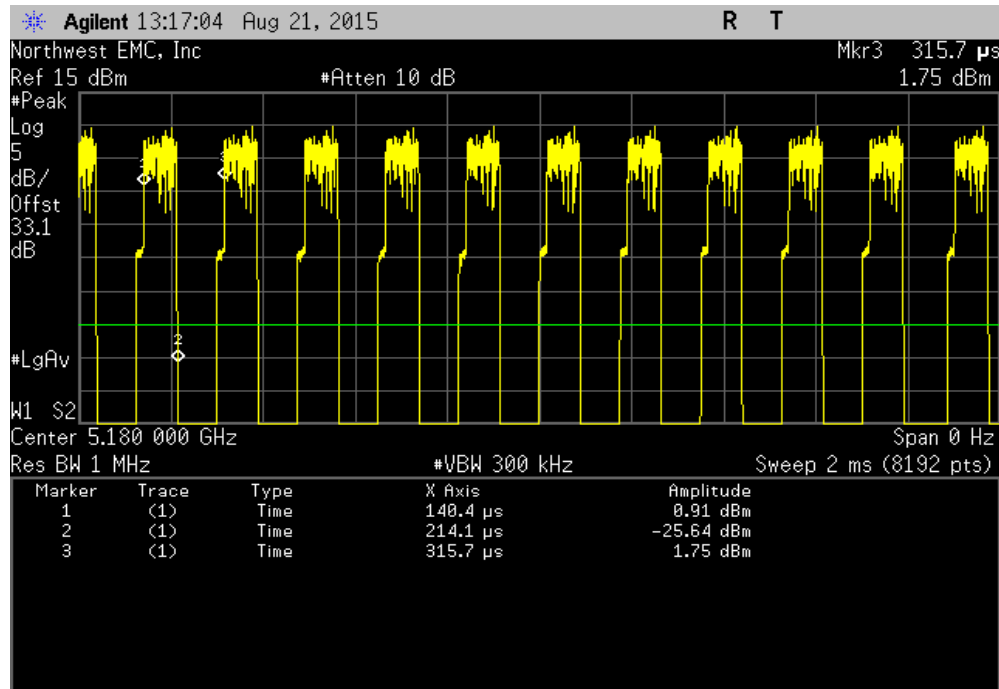 Agilent 13:17:04 Aug 21, 2015 R T
Northwest EMC, Inc Mkr3 315.7 µs
Ref 15 dBm #Atten 10 dB 1.75 dBm
#Peak
Log
5
dB/
Offst
33.1
dB
#LgAv
W1 S2
Center 5.180 000 GHz Span 0 Hz
Res BW 1 MHz #VBW 300 kHz Sweep 2 ms (8192 pts)
Marker Trace Type X Axis Amplitude
1 (1) Time 140.4 µs 0.91 dBm
2 (1) Time 214.1 µs -25.64 dBm
3 (1) Time 315.7 µs 1.75 dBm